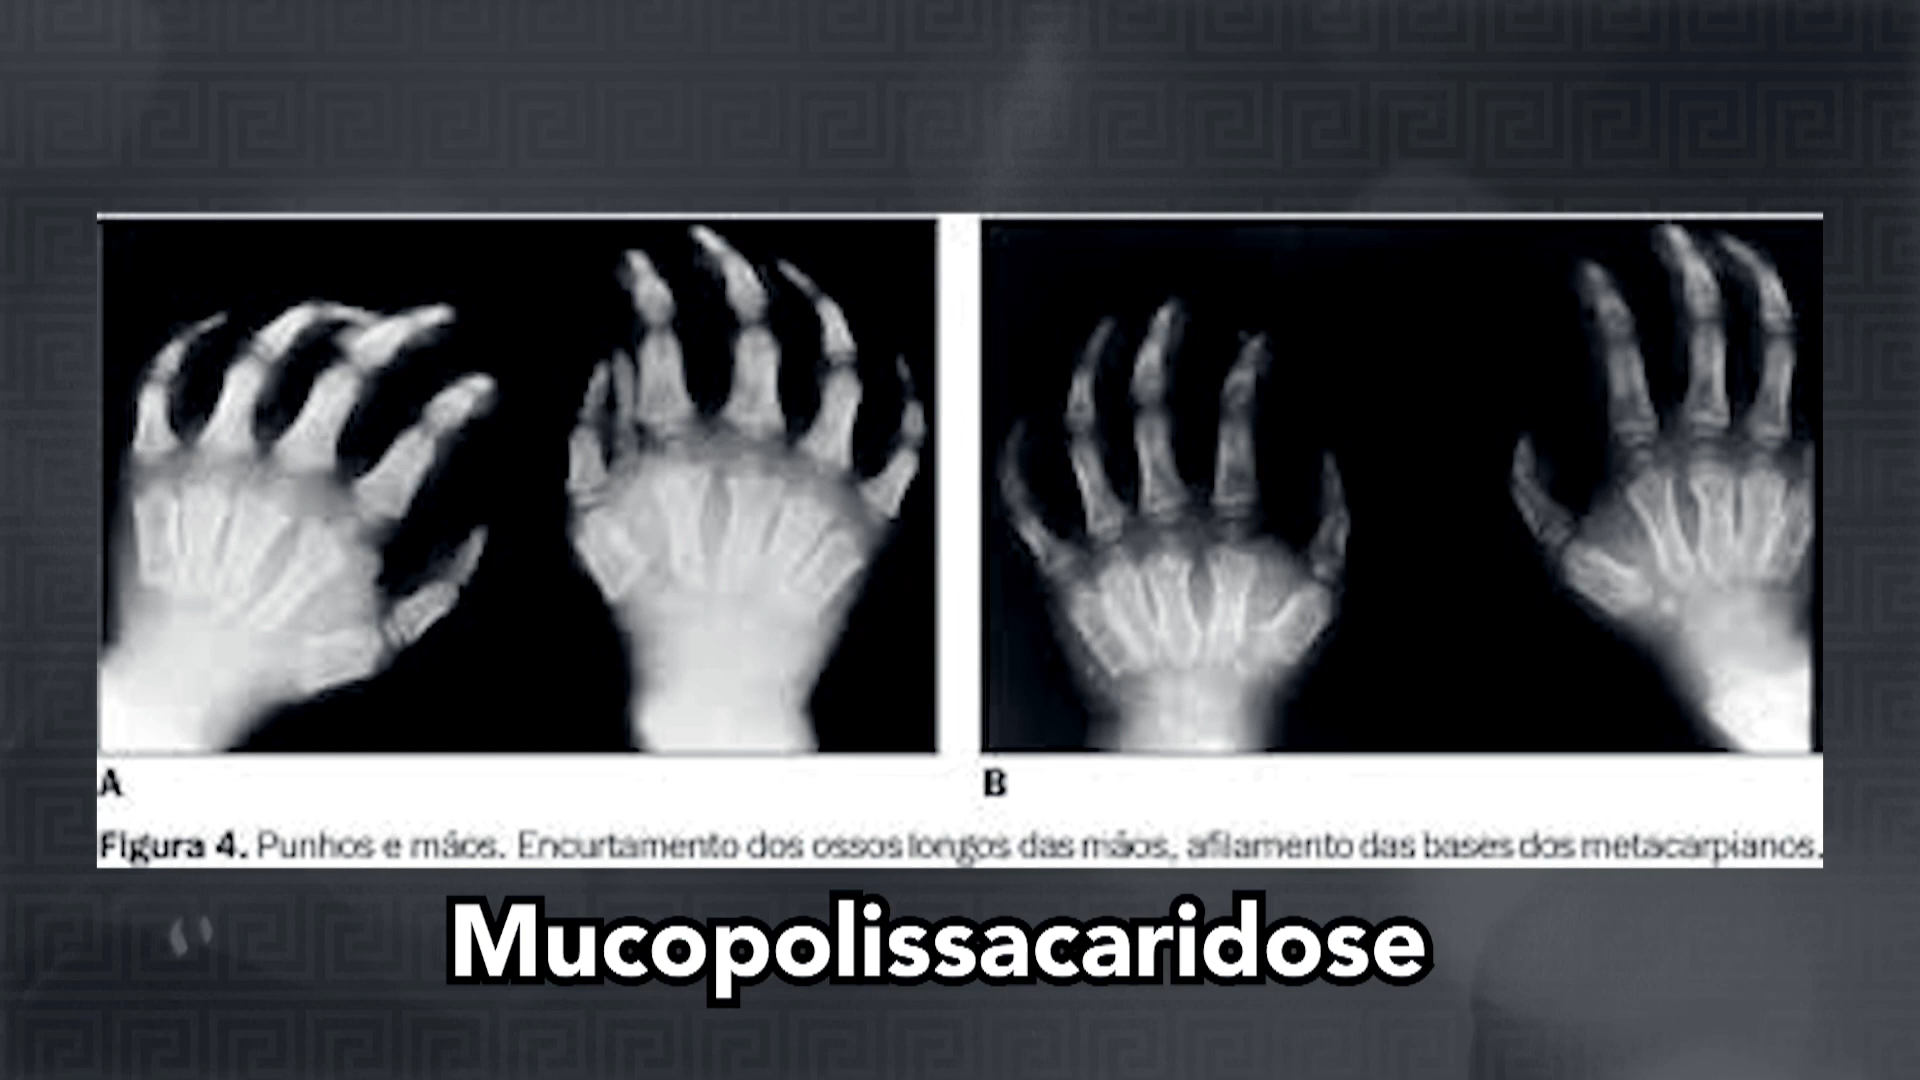 A
B
Figura 4. Punhos e mãos. Encurtamento dos ossos longos das mãos, afilamento das bases dos metacarpianos.
Mucopolissacaridose